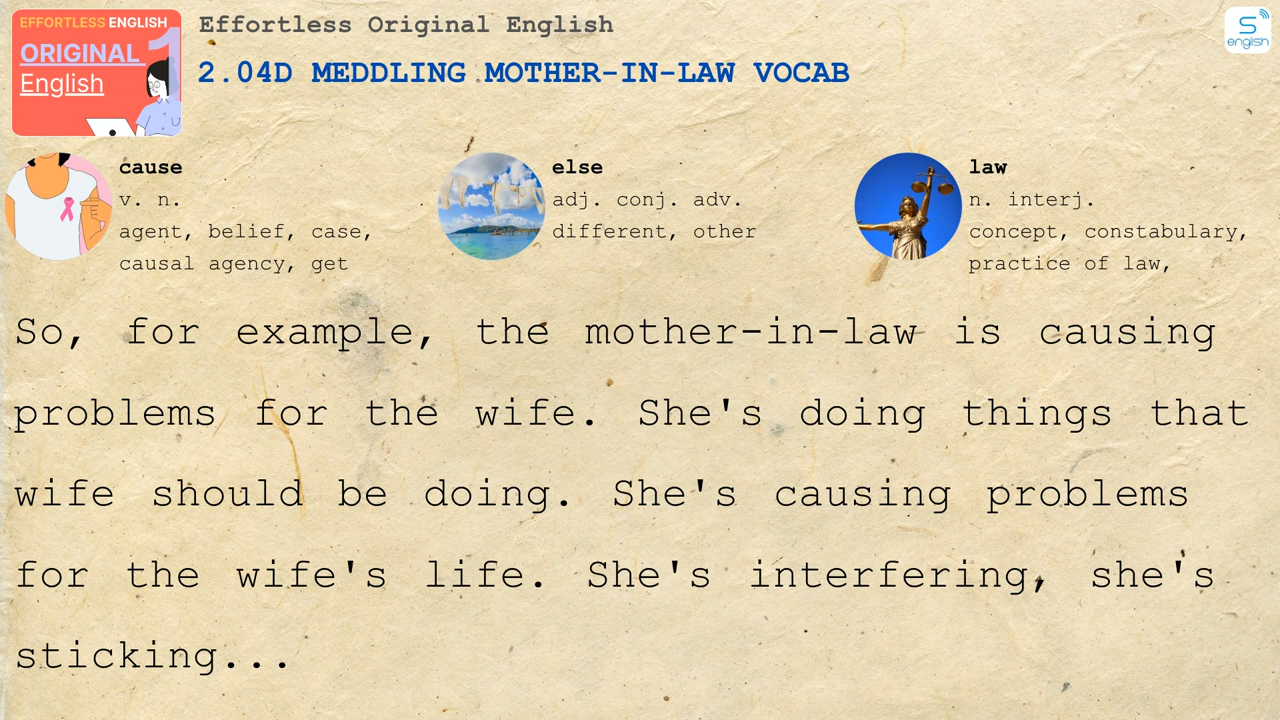 EFFORTLESS ENGLISH
ORIGINAL 1
English
Effortless Original English
2.04D MEDDLING MOTHER-IN-LAW VOCAB
S
english
cause
v. n.
agent, belief, case,
causal agency, get
else
adj. conj. adv.
different, other
law
n. interj.
concept, constabulary,
practice of law,
So, for example, the mother-in-law is causing
problems for the wife. She's doing things that
wife should be doing. She's causing problems
for the wife's life. She's interfering, she's
sticking...